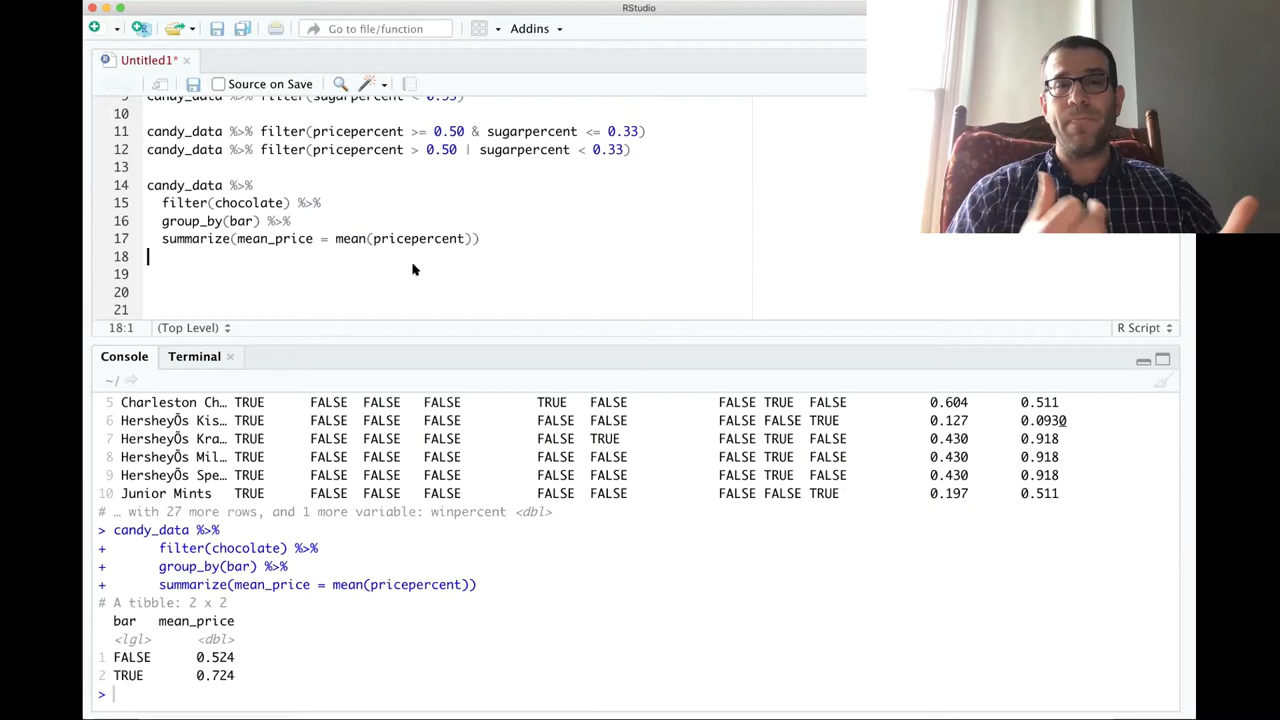 RStudio
Go to file/function
Addins
Untitled1*
Source on Save
9 candy_data %>% filter(sugarpercent < 0.33)
10
11 candy_data %>% filter(pricepercent >= 0.50 & sugarpercent <= 0.33)
12 candy_data %>% filter(pricepercent > 0.50 | sugarpercent < 0.33)
13
14 candy_data %>%
15 filter(chocolate) %>%
16 group_by(bar) %>%
17 summarize(mean_price = mean(pricepercent))
18
19
20
21
18:1 (Top Level) R Script
Console Terminal
~/
5 Charleston Ch… TRUE FALSE FALSE FALSE TRUE FALSE FALSE TRUE FALSE 0.604 0.511
6 HersheyÕs Kis… TRUE FALSE FALSE FALSE FALSE FALSE FALSE FALSE TRUE 0.127 0.0930
7 HersheyÕs Kra… TRUE FALSE FALSE FALSE FALSE TRUE FALSE TRUE FALSE 0.430 0.918
8 HersheyÕs Mil… TRUE FALSE FALSE FALSE FALSE FALSE FALSE TRUE FALSE 0.430 0.918
9 HersheyÕs Spe… TRUE FALSE FALSE FALSE FALSE FALSE FALSE TRUE FALSE 0.430 0.918
10 Junior Mints TRUE FALSE FALSE FALSE FALSE FALSE FALSE FALSE TRUE 0.197 0.511
# … with 27 more rows, and 1 more variable: winpercent <dbl>
> candy_data %>%
+ filter(chocolate) %>%
+ group_by(bar) %>%
+ summarize(mean_price = mean(pricepercent))
# A tibble: 2 x 2
bar mean_price
<lgl> <dbl>
1 FALSE 0.524
2 TRUE 0.724
>